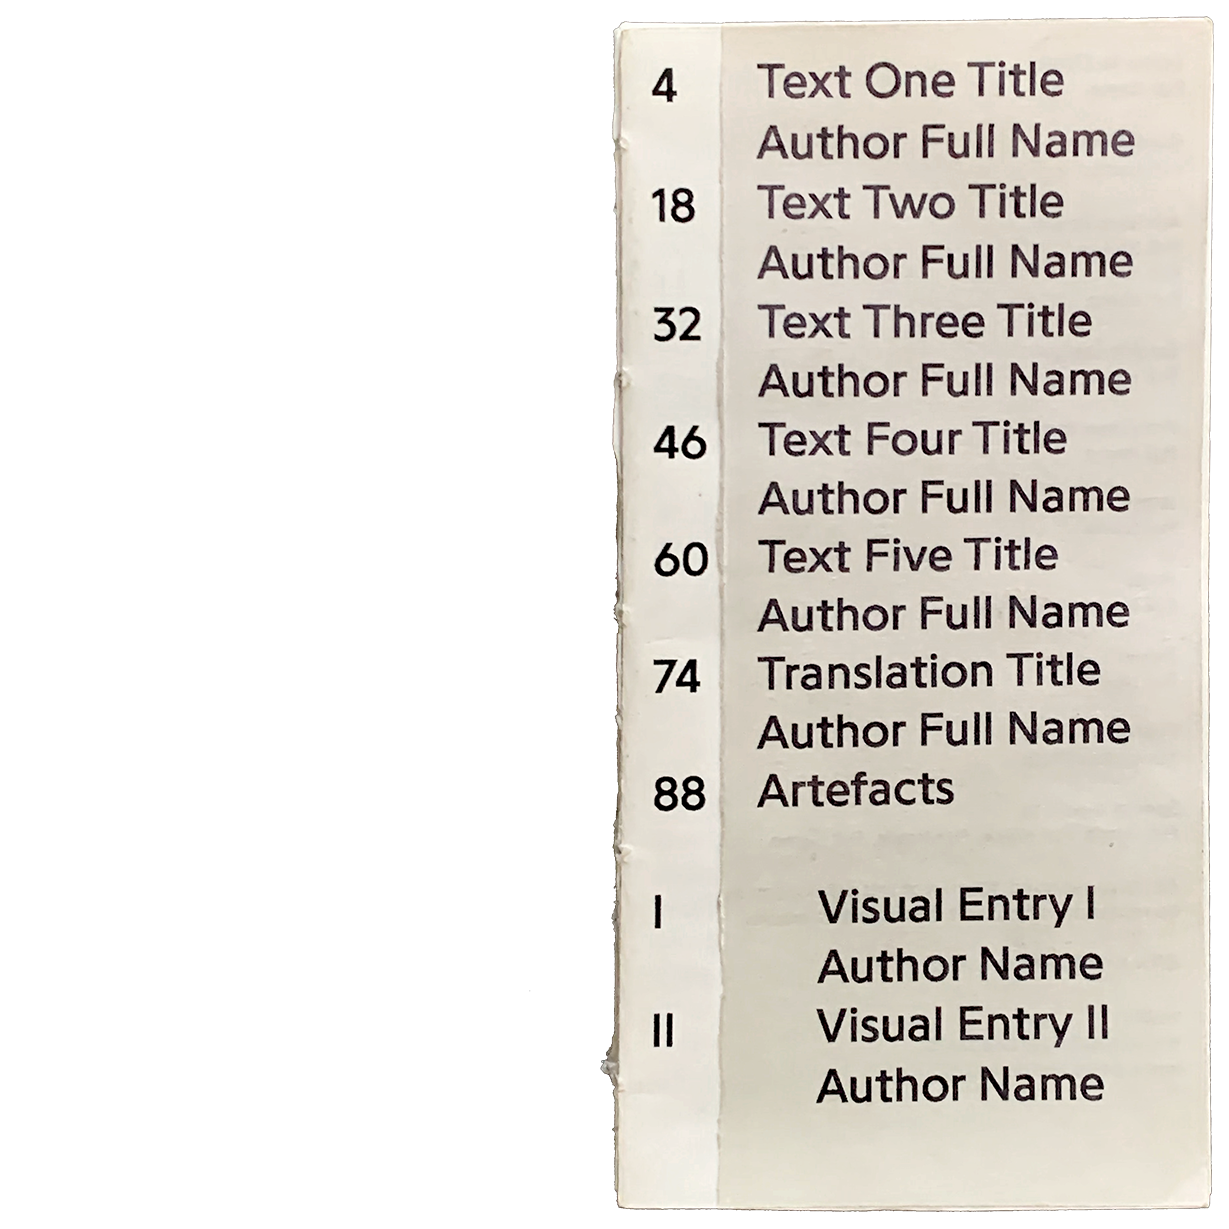 4 Text One Title
Author Full Name
18 Text Two Title
Author Full Name
32 Text Three Title
Author Full Name
46 Text Four Title
Author Full Name
60 Text Five Title
Author Full Name
74 Translation Title
Author Full Name
88 Artefacts
I Visual Entry I
Author Name
II Visual Entry II
Author Name